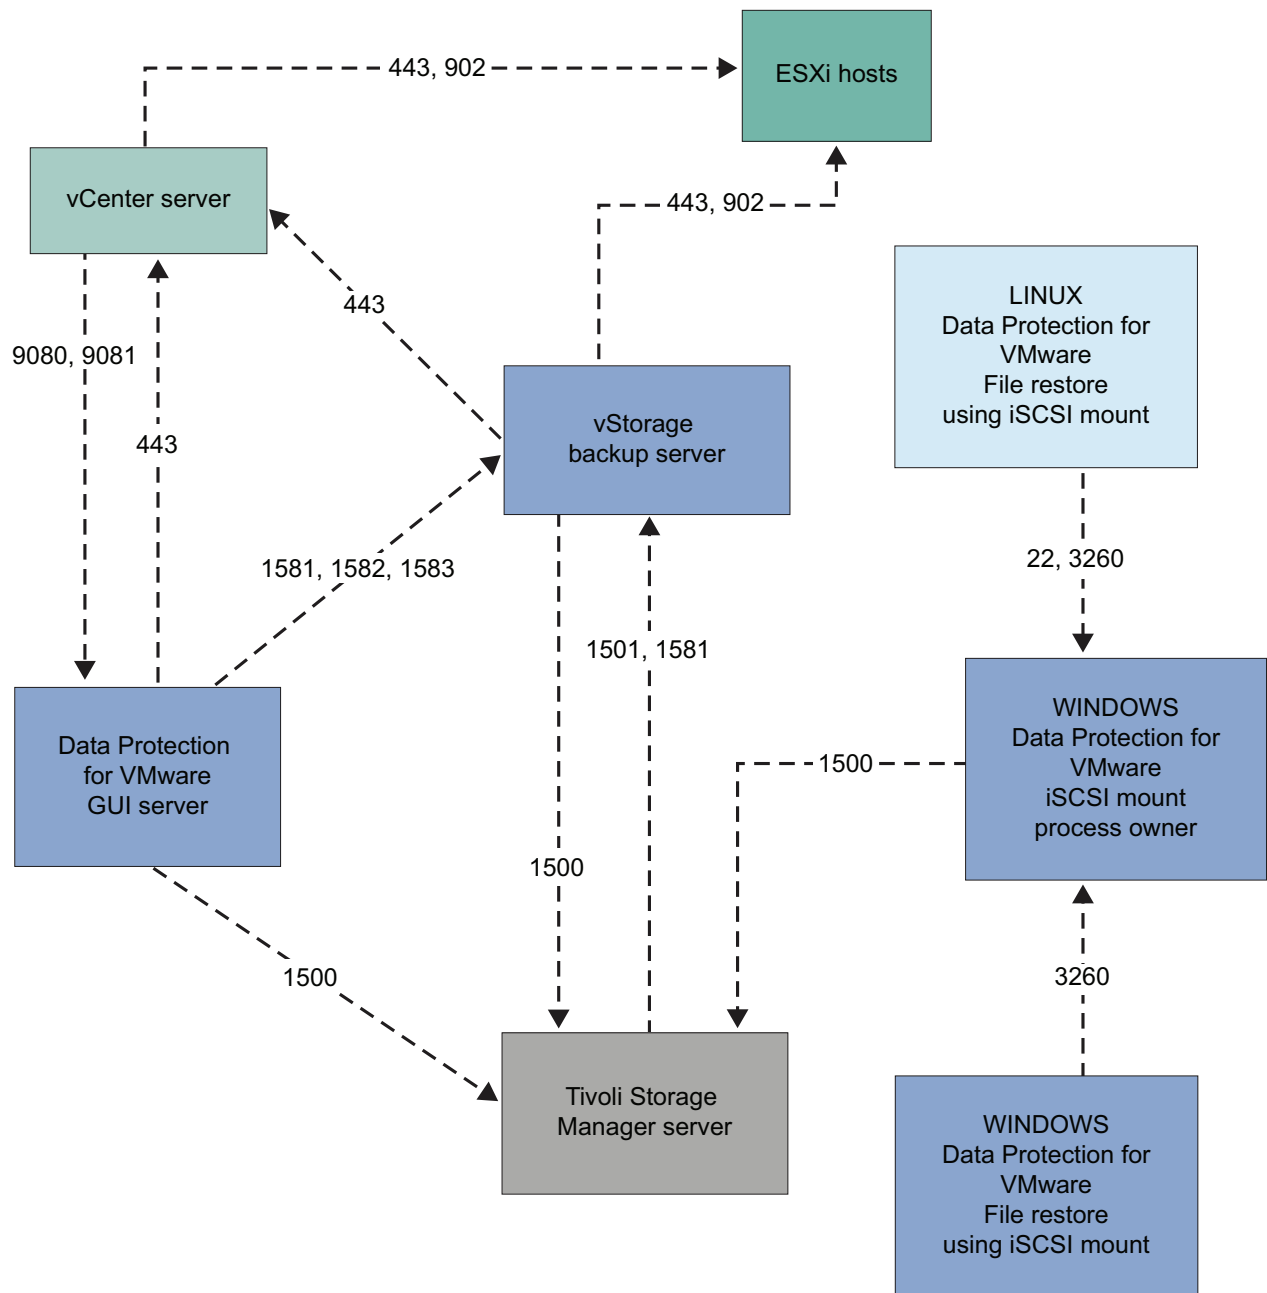 443, 902
ESXi hosts
vCenter server
443, 902
443
9080, 9081
443
LINUX
Data Protection for
VMware
File restore
using iSCSI mount
vStorage
backup server
1581, 1582, 1583
22, 3260
1501, 1581
Data Protection
for VMware
GUI server
WINDOWS
Data Protection for
VMware
iSCSI mount
process owner
1500
1500
1500
3260
Tivoli Storage
Manager server
WINDOWS
Data Protection for
VMware
File restore
using iSCSI mount